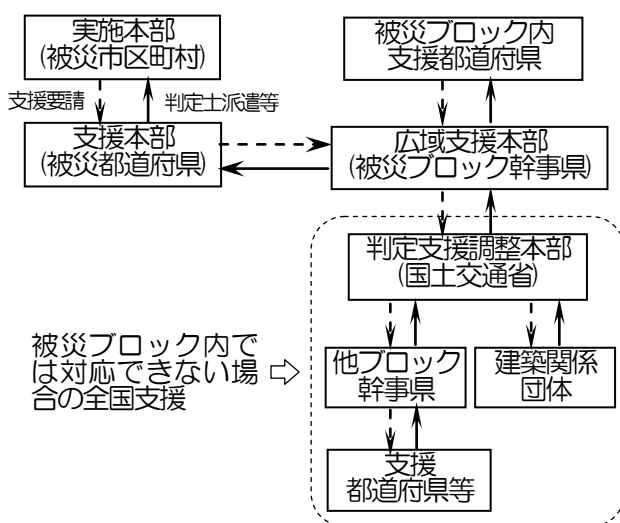 実施本部
(被災市区町村)
被災ブロック内
支援都道府県
支援要請
判定士派遣等
支援本部
(被災都道府県)
広域支援本部
(被災ブロック幹事県)
判定支援調整本部
(国土交通省)
被災ブロック内で
は対応できない場
合の全国支援
他ブロック
幹事県
建築関係
団体
支援
都道府県等